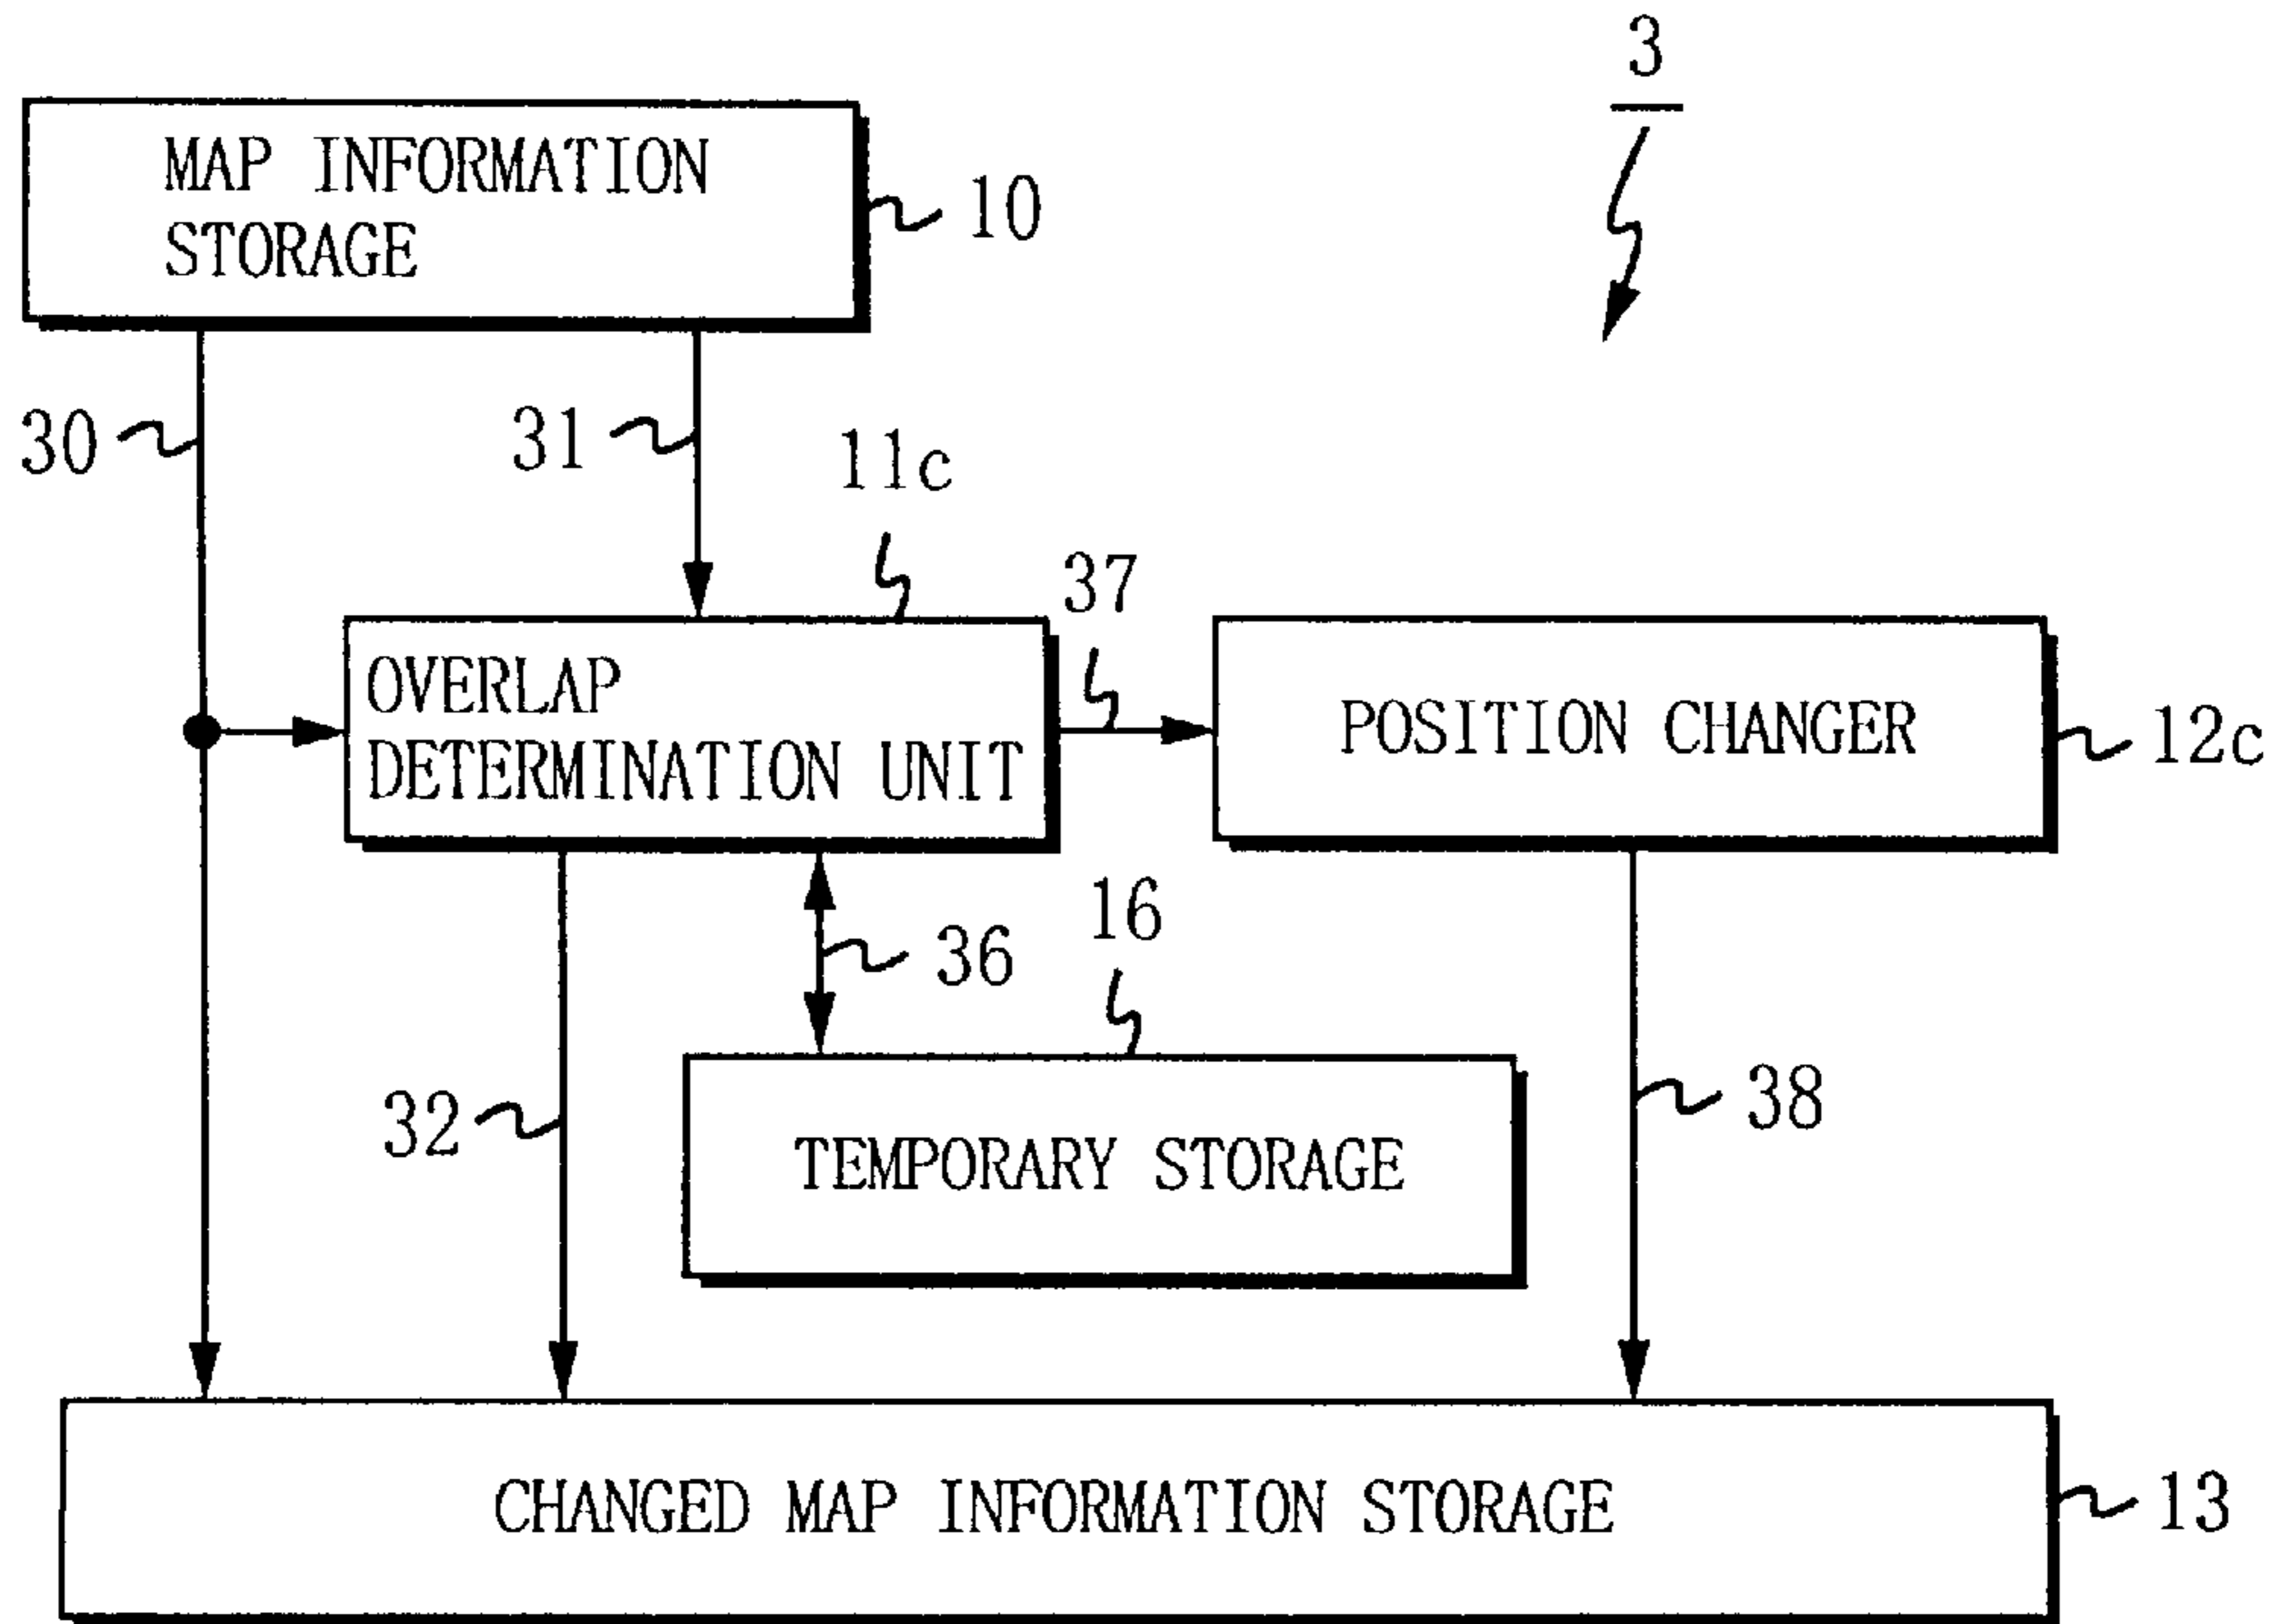 3
MAP INFORMATION
STORAGE
10
30
31
11c
37
OVERLAP
DETERMINATION UNIT
POSITION CHANGER
12c
36
16
32
38
TEMPORARY STORAGE
CHANGED MAP INFORMATION STORAGE
13